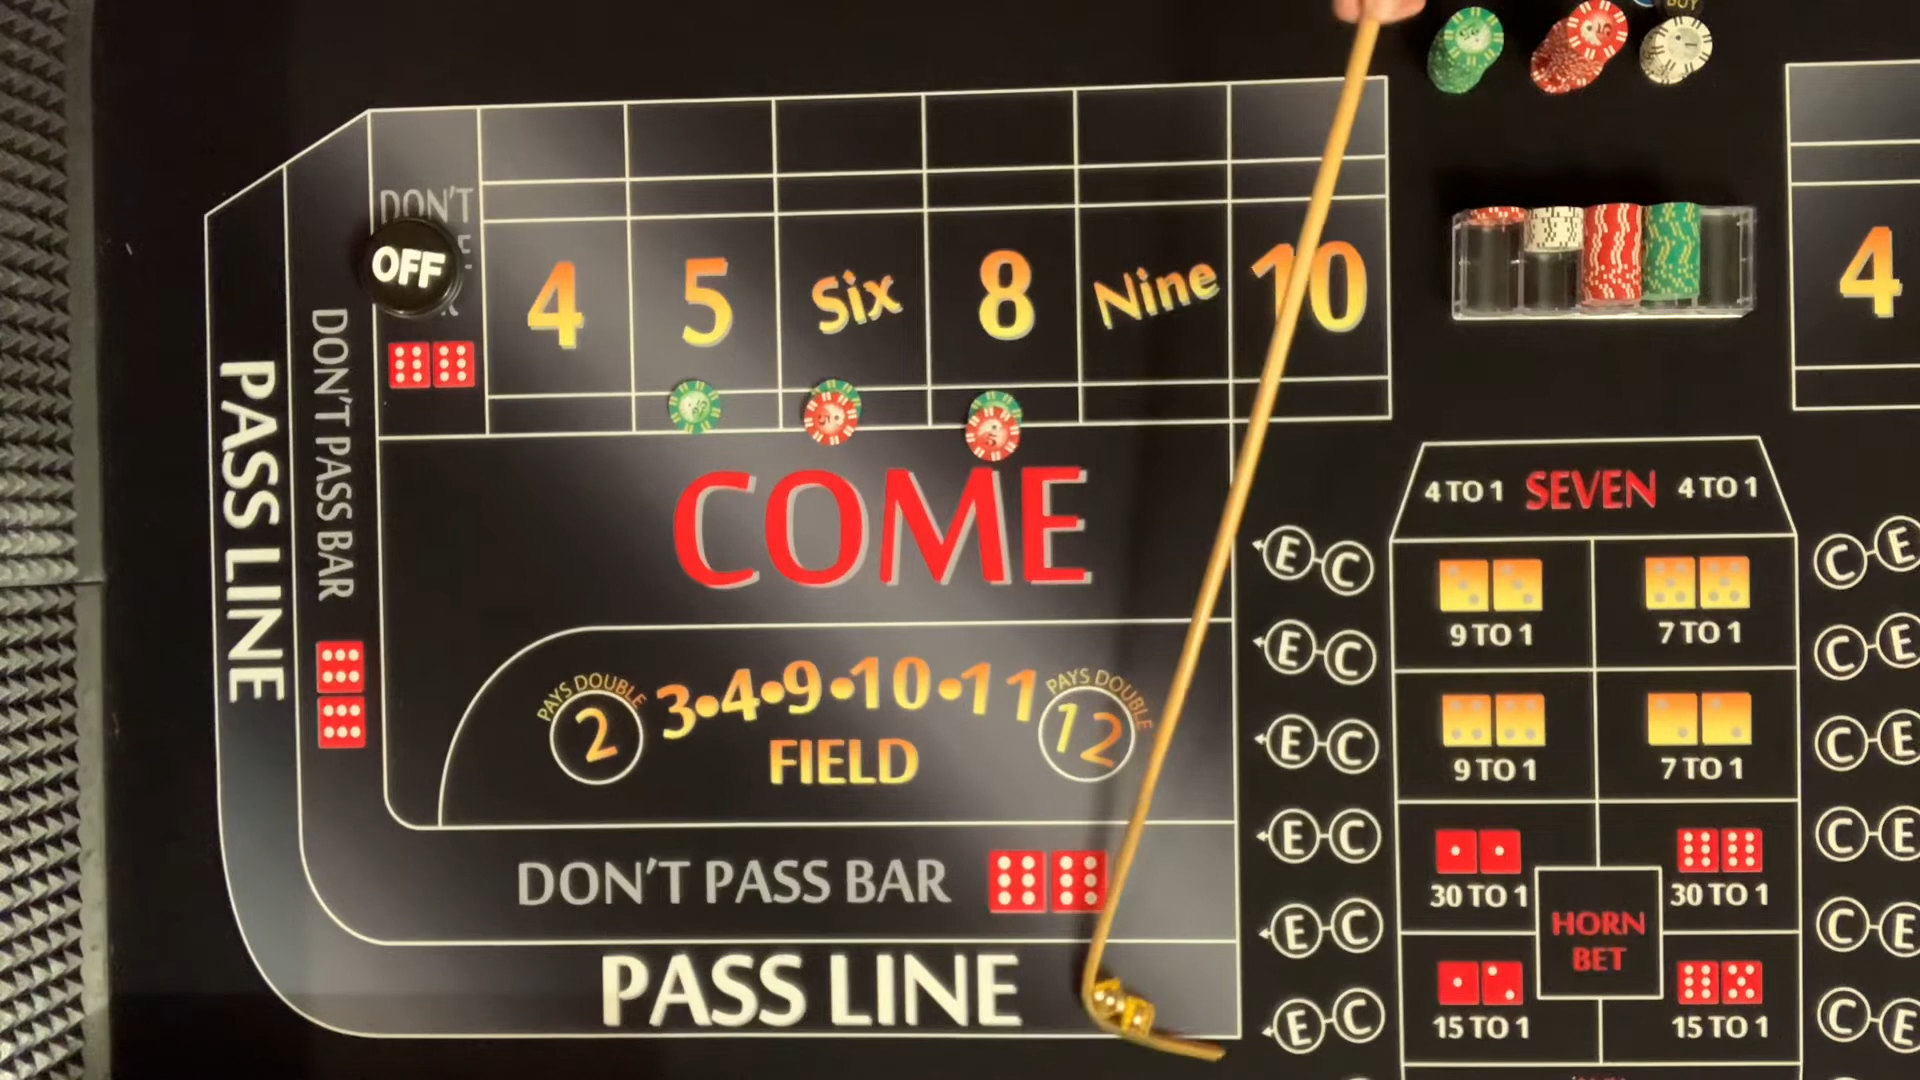 BUY
DON'T
OFF
4 5 Six 8 Nine 10
4
PASS LINE
DON'T PASS BAR
COME
4 TO 1 SEVEN 4 TO 1
E C
C E
9 TO 1
7 TO 1
E C
C E
PAYS DOUBLE
2
3•4•9•10•11
PAYS DOUBLE
12
FIELD
9 TO 1
7 TO 1
E C
C E
DON'T PASS BAR
30 TO 1
30 TO 1
E C
C E
HORN
BET
E C
C E
PASS LINE
15 TO 1
15 TO 1
E C
C E